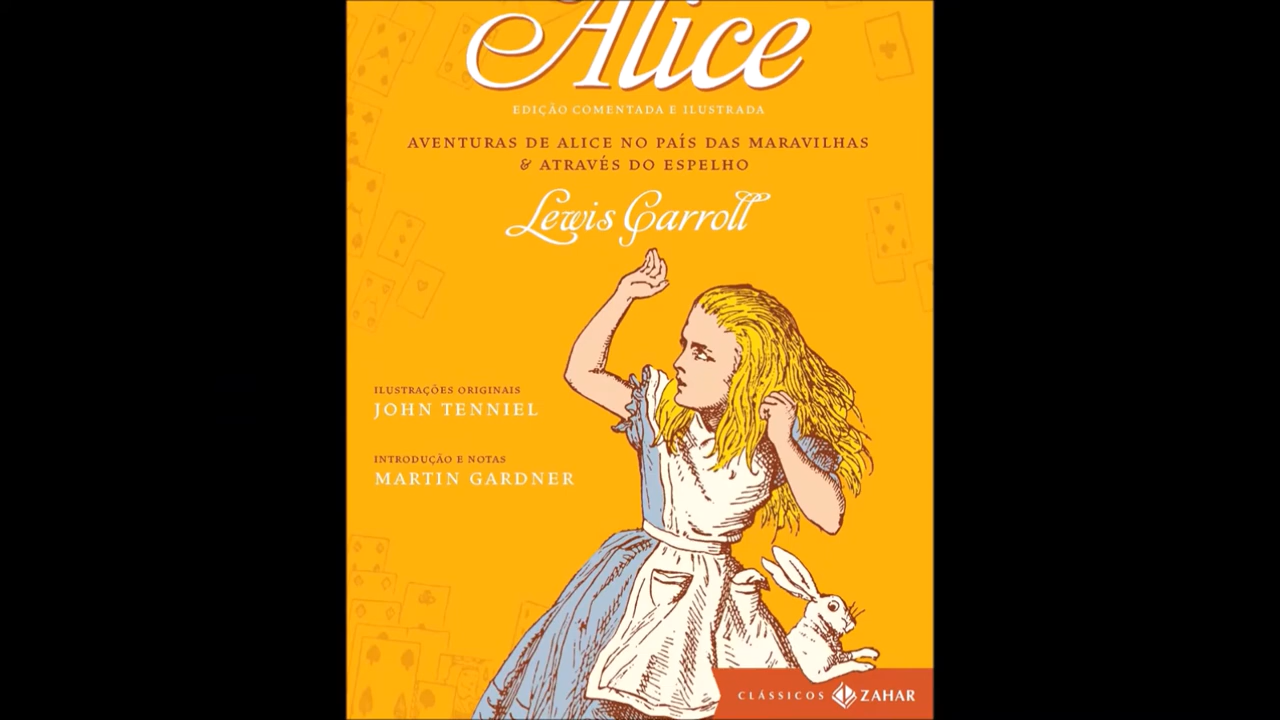 Alice
EDIÇÃO COMENTADA E ILUSTRADA
AVENTURAS DE ALICE NO PAÍS DAS MARAVILHAS
& ATRAVÉS DO ESPELHO
Lewis Carroll
ILUSTRAÇÕES ORIGINAIS
JOHN TENNIEL
INTRODUÇÃO E NOTAS
MARTIN GARDNER
CLÁSSICOS ZAHAR